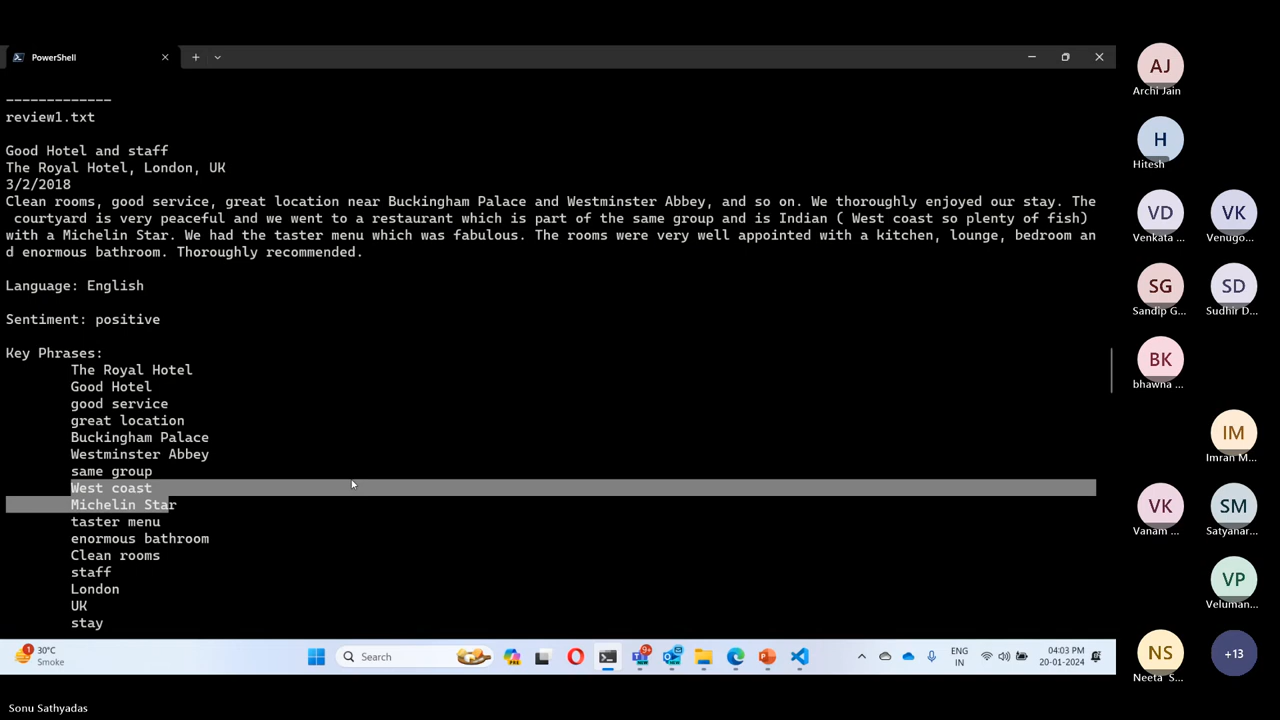 PowerShell
-------------
review1.txt
Good Hotel and staff
The Royal Hotel, London, UK
3/2/2018
Clean rooms, good service, great location near Buckingham Palace and Westminster Abbey, and so on. We thoroughly enjoyed our stay. The
courtyard is very peaceful and we went to a restaurant which is part of the same group and is Indian ( West coast so plenty of fish)
with a Michelin Star. We had the taster menu which was fabulous. The rooms were very well appointed with a kitchen, lounge, bedroom an
d enormous bathroom. Thoroughly recommended.
Language: English
Sentiment: positive
Key Phrases:
The Royal Hotel
Good Hotel
good service
great location
Buckingham Palace
Westminster Abbey
same group
West coast
Michelin Star
taster menu
enormous bathroom
Clean rooms
staff
London
UK
stay
1
30°C
Smoke
Search
PRE
9+
ENG
IN
04:03 PM
20-01-2024
AJ
Archi Jain
H
Hitesh
VD
Venkata ...
VK
Venugo...
SG
Sandip G...
SD
Sudhir D...
BK
bhawna ...
IM
Imran M...
VK
Vanam ...
SM
Satyanar...
VP
Veluman...
NS
Neeta S...
+13
Sonu Sathyadas